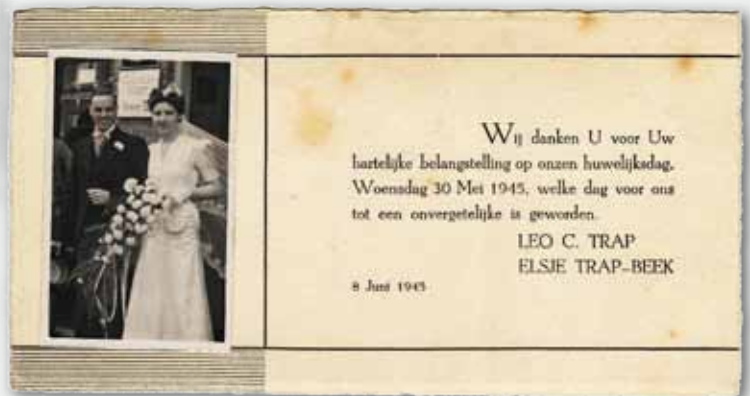 Wij danken U voor Uw
hartelijke belangstelling op onzen huwelijksdag,
Woensdag 30 Mei 1945, welke dag voor ons
tot een onvergetelijke is geworden.
LEO C. TRAP
ELSJE TRAP-BEEK
8 Juni 1945